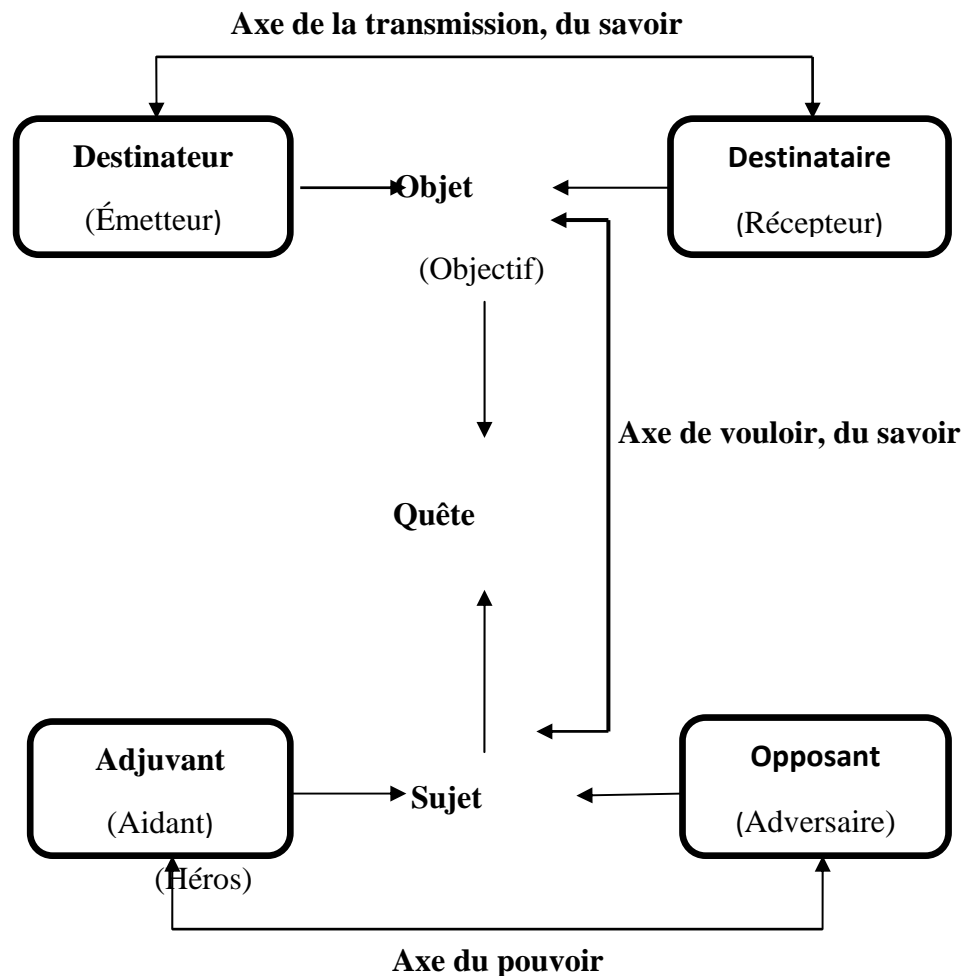 Axe de la transmission, du savoir
Destinateur
(Émetteur)
Objet
(Objectif)
Destinataire
(Récepteur)
Axe de vouloir, du savoir
Quête
Adjuvant
(Aidant)
Sujet
(Héros)
Opposant
(Adversaire)
Axe du pouvoir